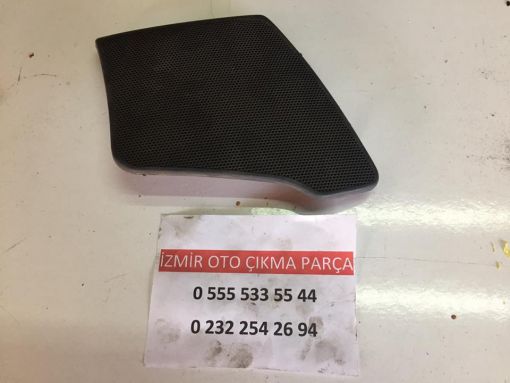 İZMİR OTO ÇIKMA PARÇA
0 555 533 55 44
0 232 254 26 94